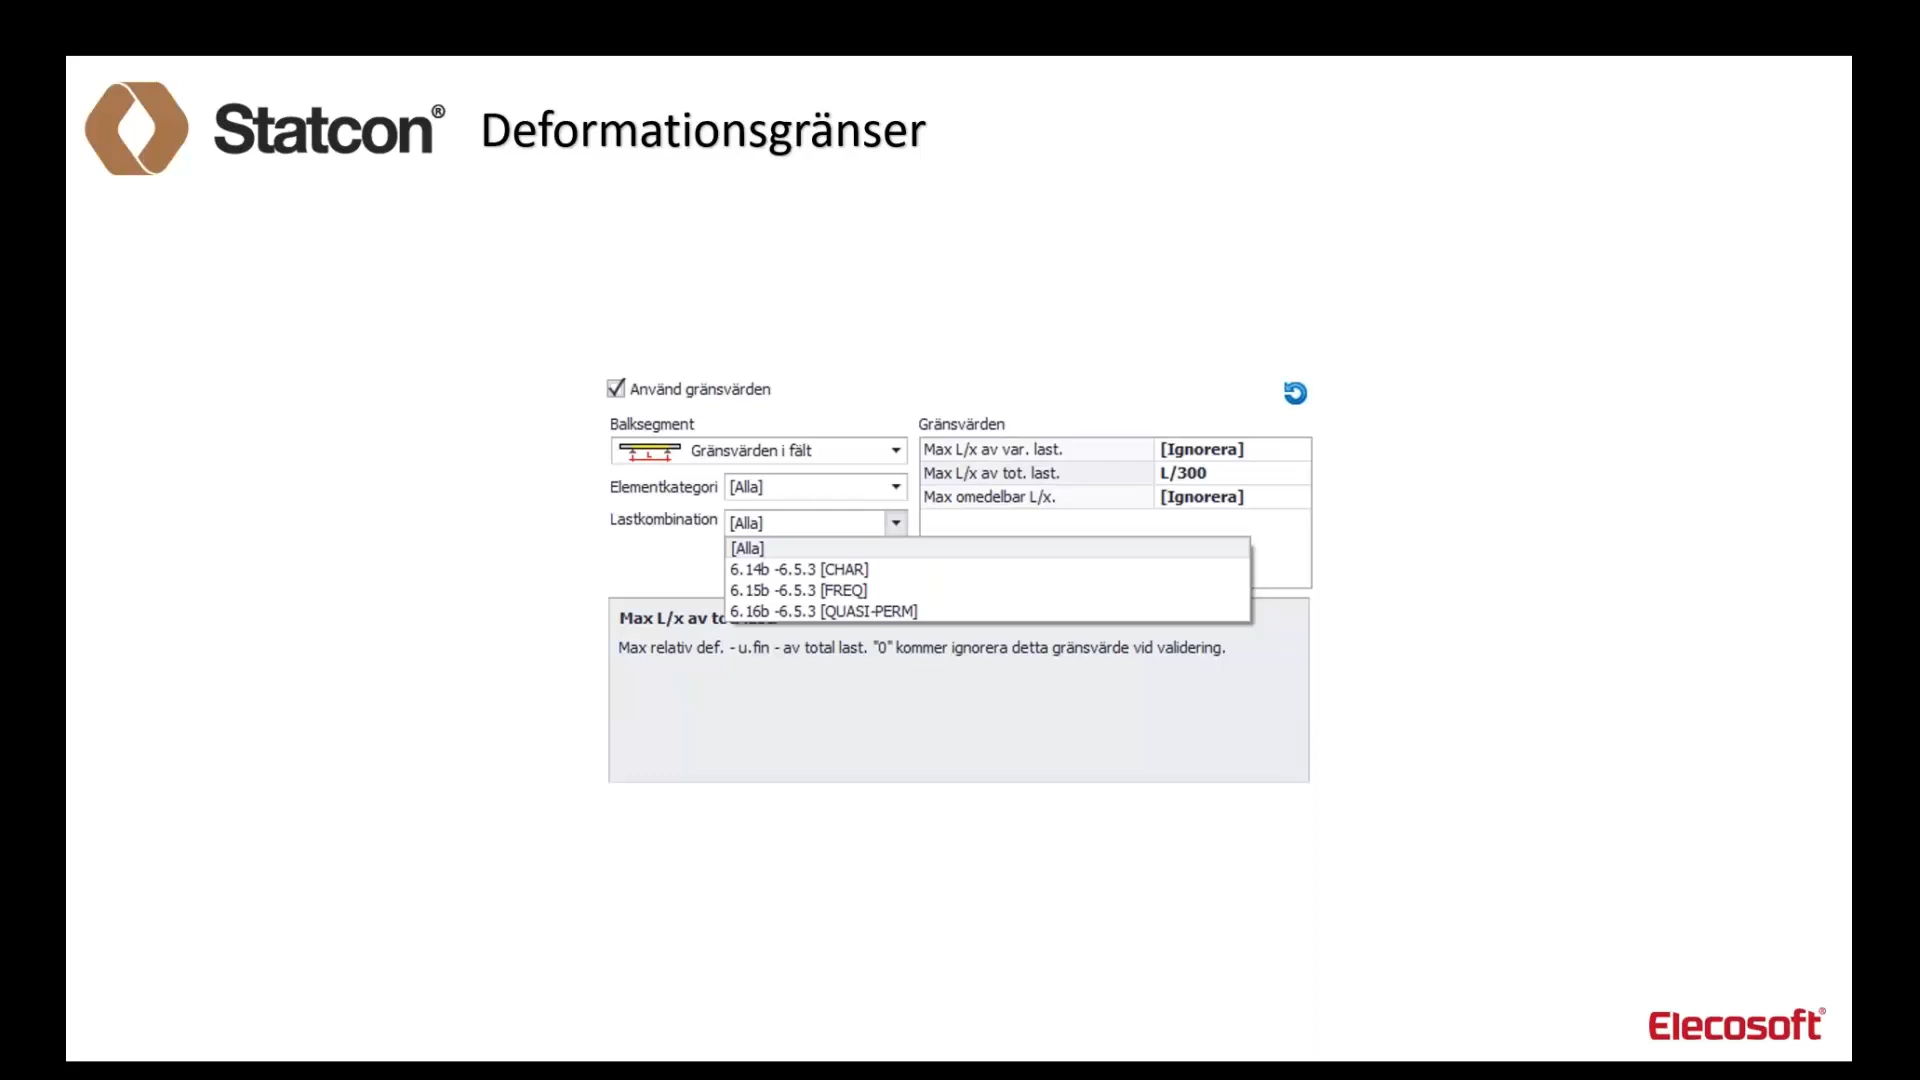 Statcon® Deformationsgränser
Använd gränsvärden
Balksegment
L Gränsvärden i fält
Elementkategori [Alla]
Lastkombination [Alla]
[Alla]
6.14b -6.5.3 [CHAR]
6.15b -6.5.3 [FREQ]
6.16b -6.5.3 [QUASI-PERM]
Gränsvärden
Max L/x av var. last. [Ignorera]
Max L/x av tot. last. L/300
Max omedelbar L/x. [Ignorera]
Max L/x av
Max relativ def. - u.fin - av total last. "0" kommer ignorera detta gränsvärde vid validering.
Elecosoft®